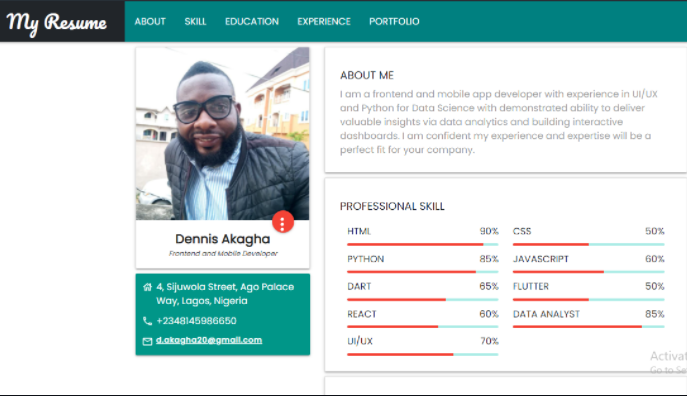 My Resume
ABOUT
SKILL
EDUCATION
EXPERIENCE
PORTFOLIO
Dennis Akagha
Frontend and Mobile Developer
4, Sijuwola Street, Ago Palace
Way, Lagos, Nigeria
+2348145986650
d.akagha20@gmail.com
ABOUT ME
I am a frontend and mobile app developer with experience in UI/UX
and Python for Data Science with demonstrated ability to deliver
valuable insights via data analytics and building interactive
dashboards. I am confident my experience and expertise will be a
perfect fit for your company.
PROFESSIONAL SKILL
HTML 90%
CSS 50%
PYTHON 85%
JAVASCRIPT 60%
DART 65%
FLUTTER 50%
REACT 60%
DATA ANALYST 85%
UI/UX 70%
Activat
Go to Se